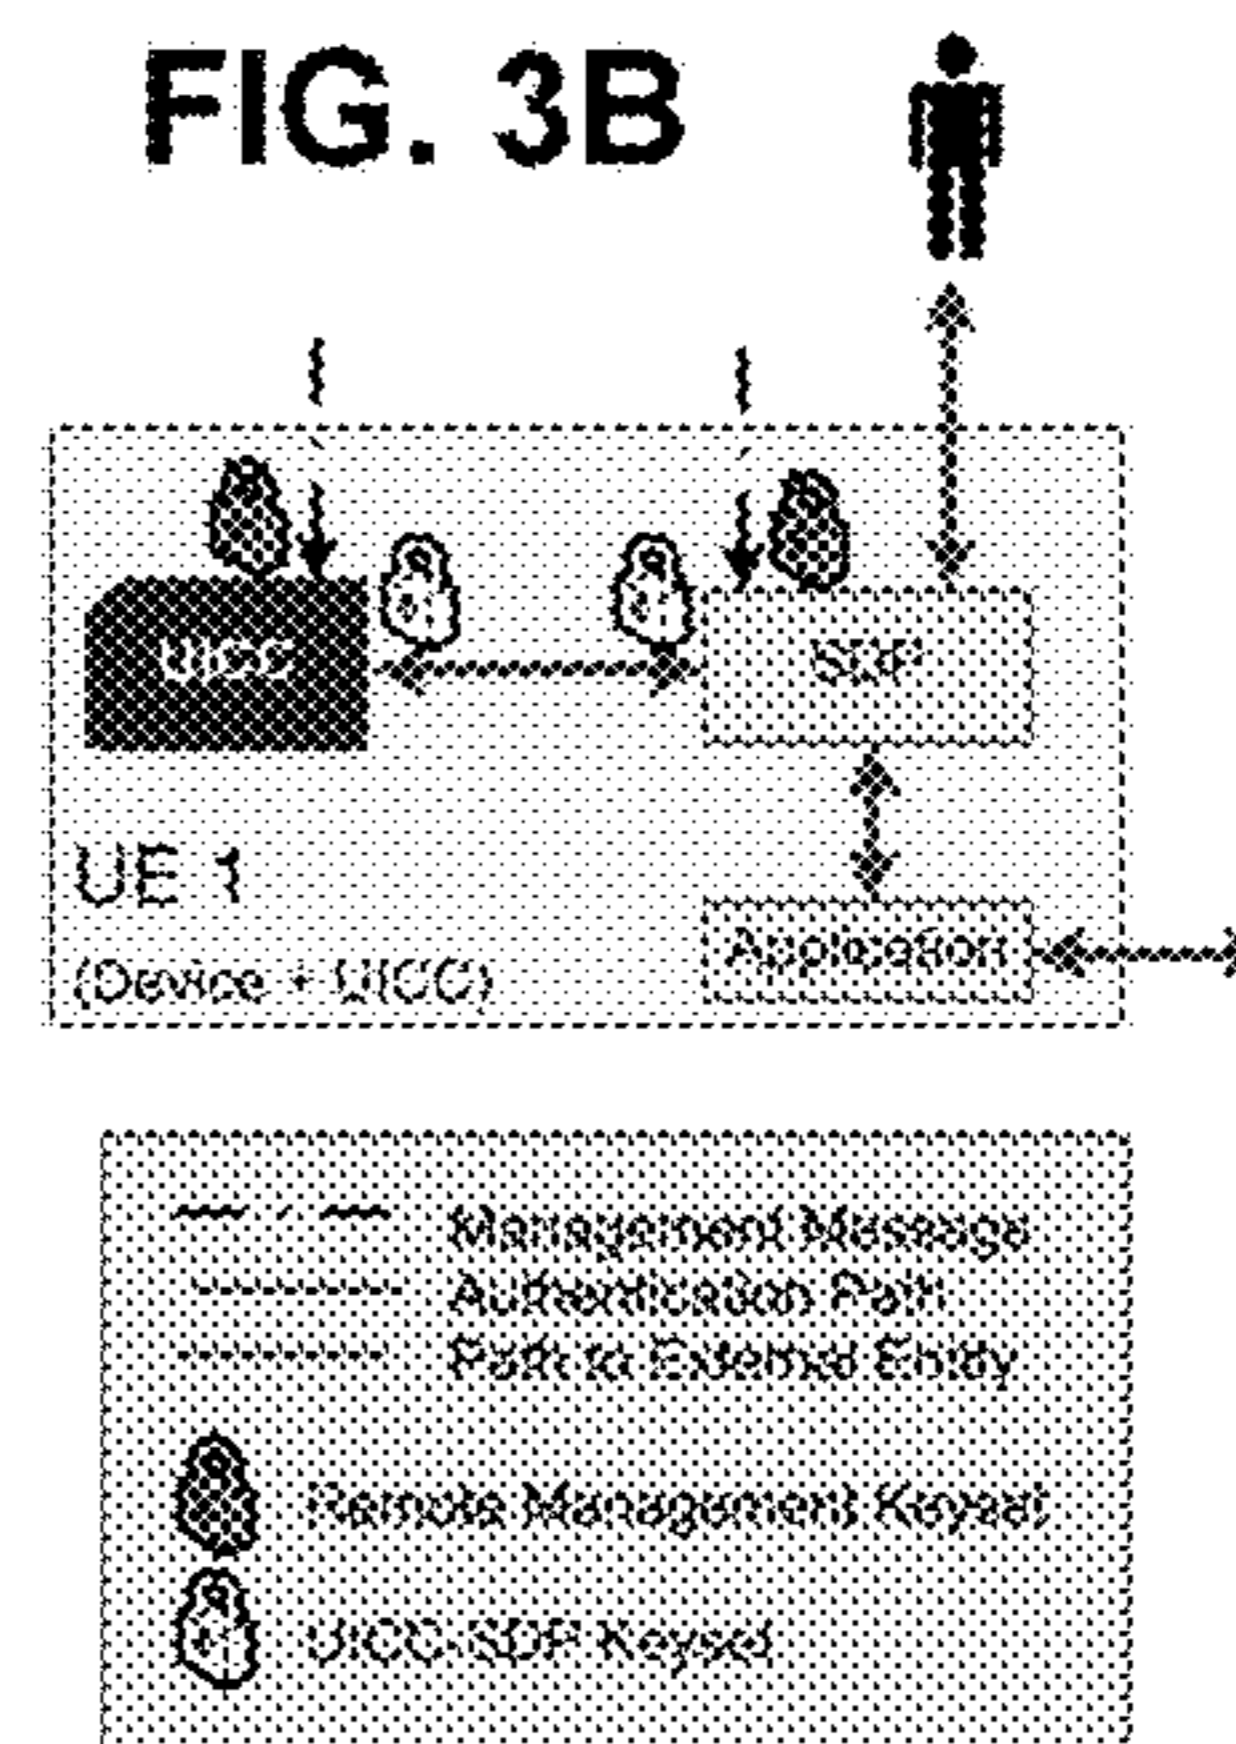 FIG. 3B
UICC
SDP
UE 1
(Device + UICC)
Application
Management Message
Authentication Path
Path to External Entity
Remote Management Keyset
UICC-SDP Keyset